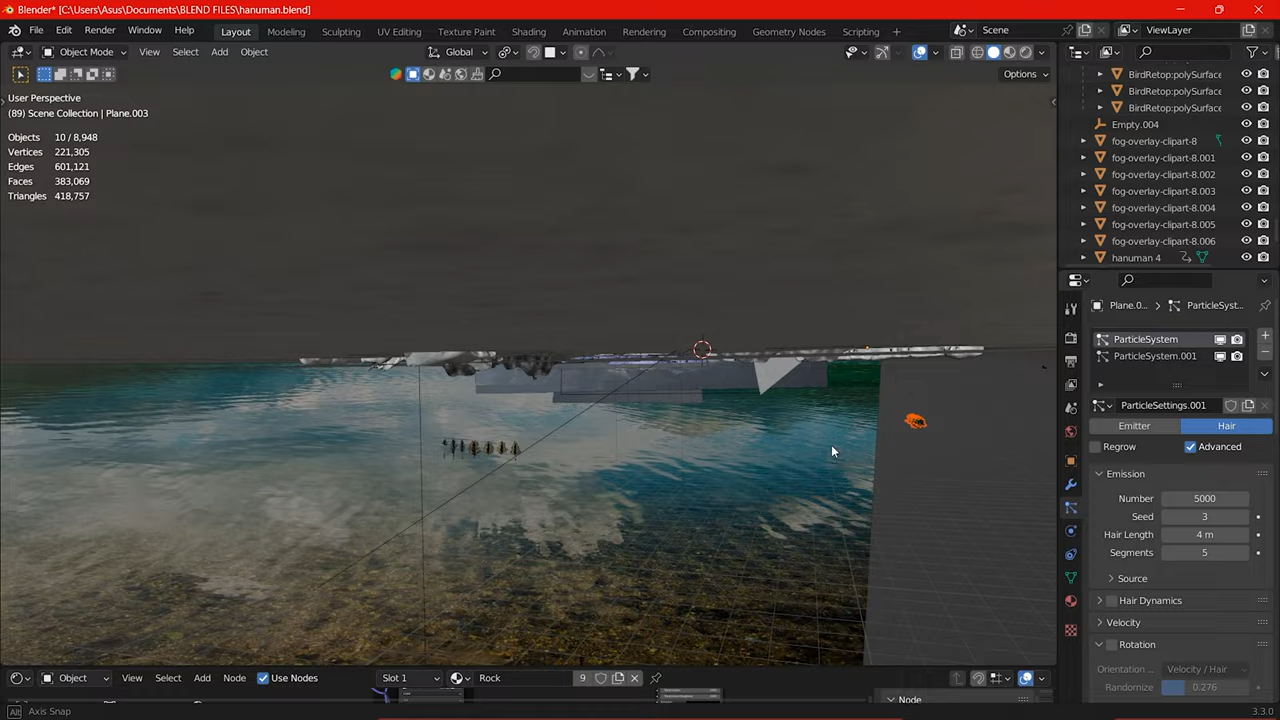 Blender* [C:\Users\Asus\Documents\BLEND FILES\hanuman.blend]
File Edit Render Window Help Layout Modeling Sculpting UV Editing Texture Paint Shading Animation Rendering Compositing Geometry Nodes Scripting + Scene ViewLayer
Object Mode View Select Add Object Global
Options
User Perspective
(89) Scene Collection | Plane.003
Objects 10 / 8,948
Vertices 221,305
Edges 601,121
Faces 383,069
Triangles 418,757
BirdRetop:polySurface
BirdRetop:polySurface
BirdRetop:polySurface
Empty.004
fog-overlay-clipart-8
fog-overlay-clipart-8.001
fog-overlay-clipart-8.002
fog-overlay-clipart-8.003
fog-overlay-clipart-8.004
fog-overlay-clipart-8.005
fog-overlay-clipart-8.006
hanuman 4
Plane.0... ParticleSyst...
ParticleSystem
ParticleSystem.001
ParticleSettings.001
Emitter Hair
Regrow Advanced
Emission
Number 5000
Seed 3
Hair Length 4 m
Segments 5
Source
Hair Dynamics
Velocity
Rotation
Orientation ... Velocity / Hair
Randomize 0.276
Object View Select Add Node Use Nodes Slot 1 Rock 9
Node
Alt Axis Snap 3.3.0